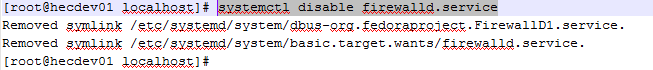 [root@hecdev01 localhost]# systemctl disable firewalld.service
Removed symlink /etc/systemd/system/dbus-org.fedoraproject.FirewallD1.service.
Removed symlink /etc/systemd/system/basic.target.wants/firewalld.service.
[root@hecdev01 localhost]#